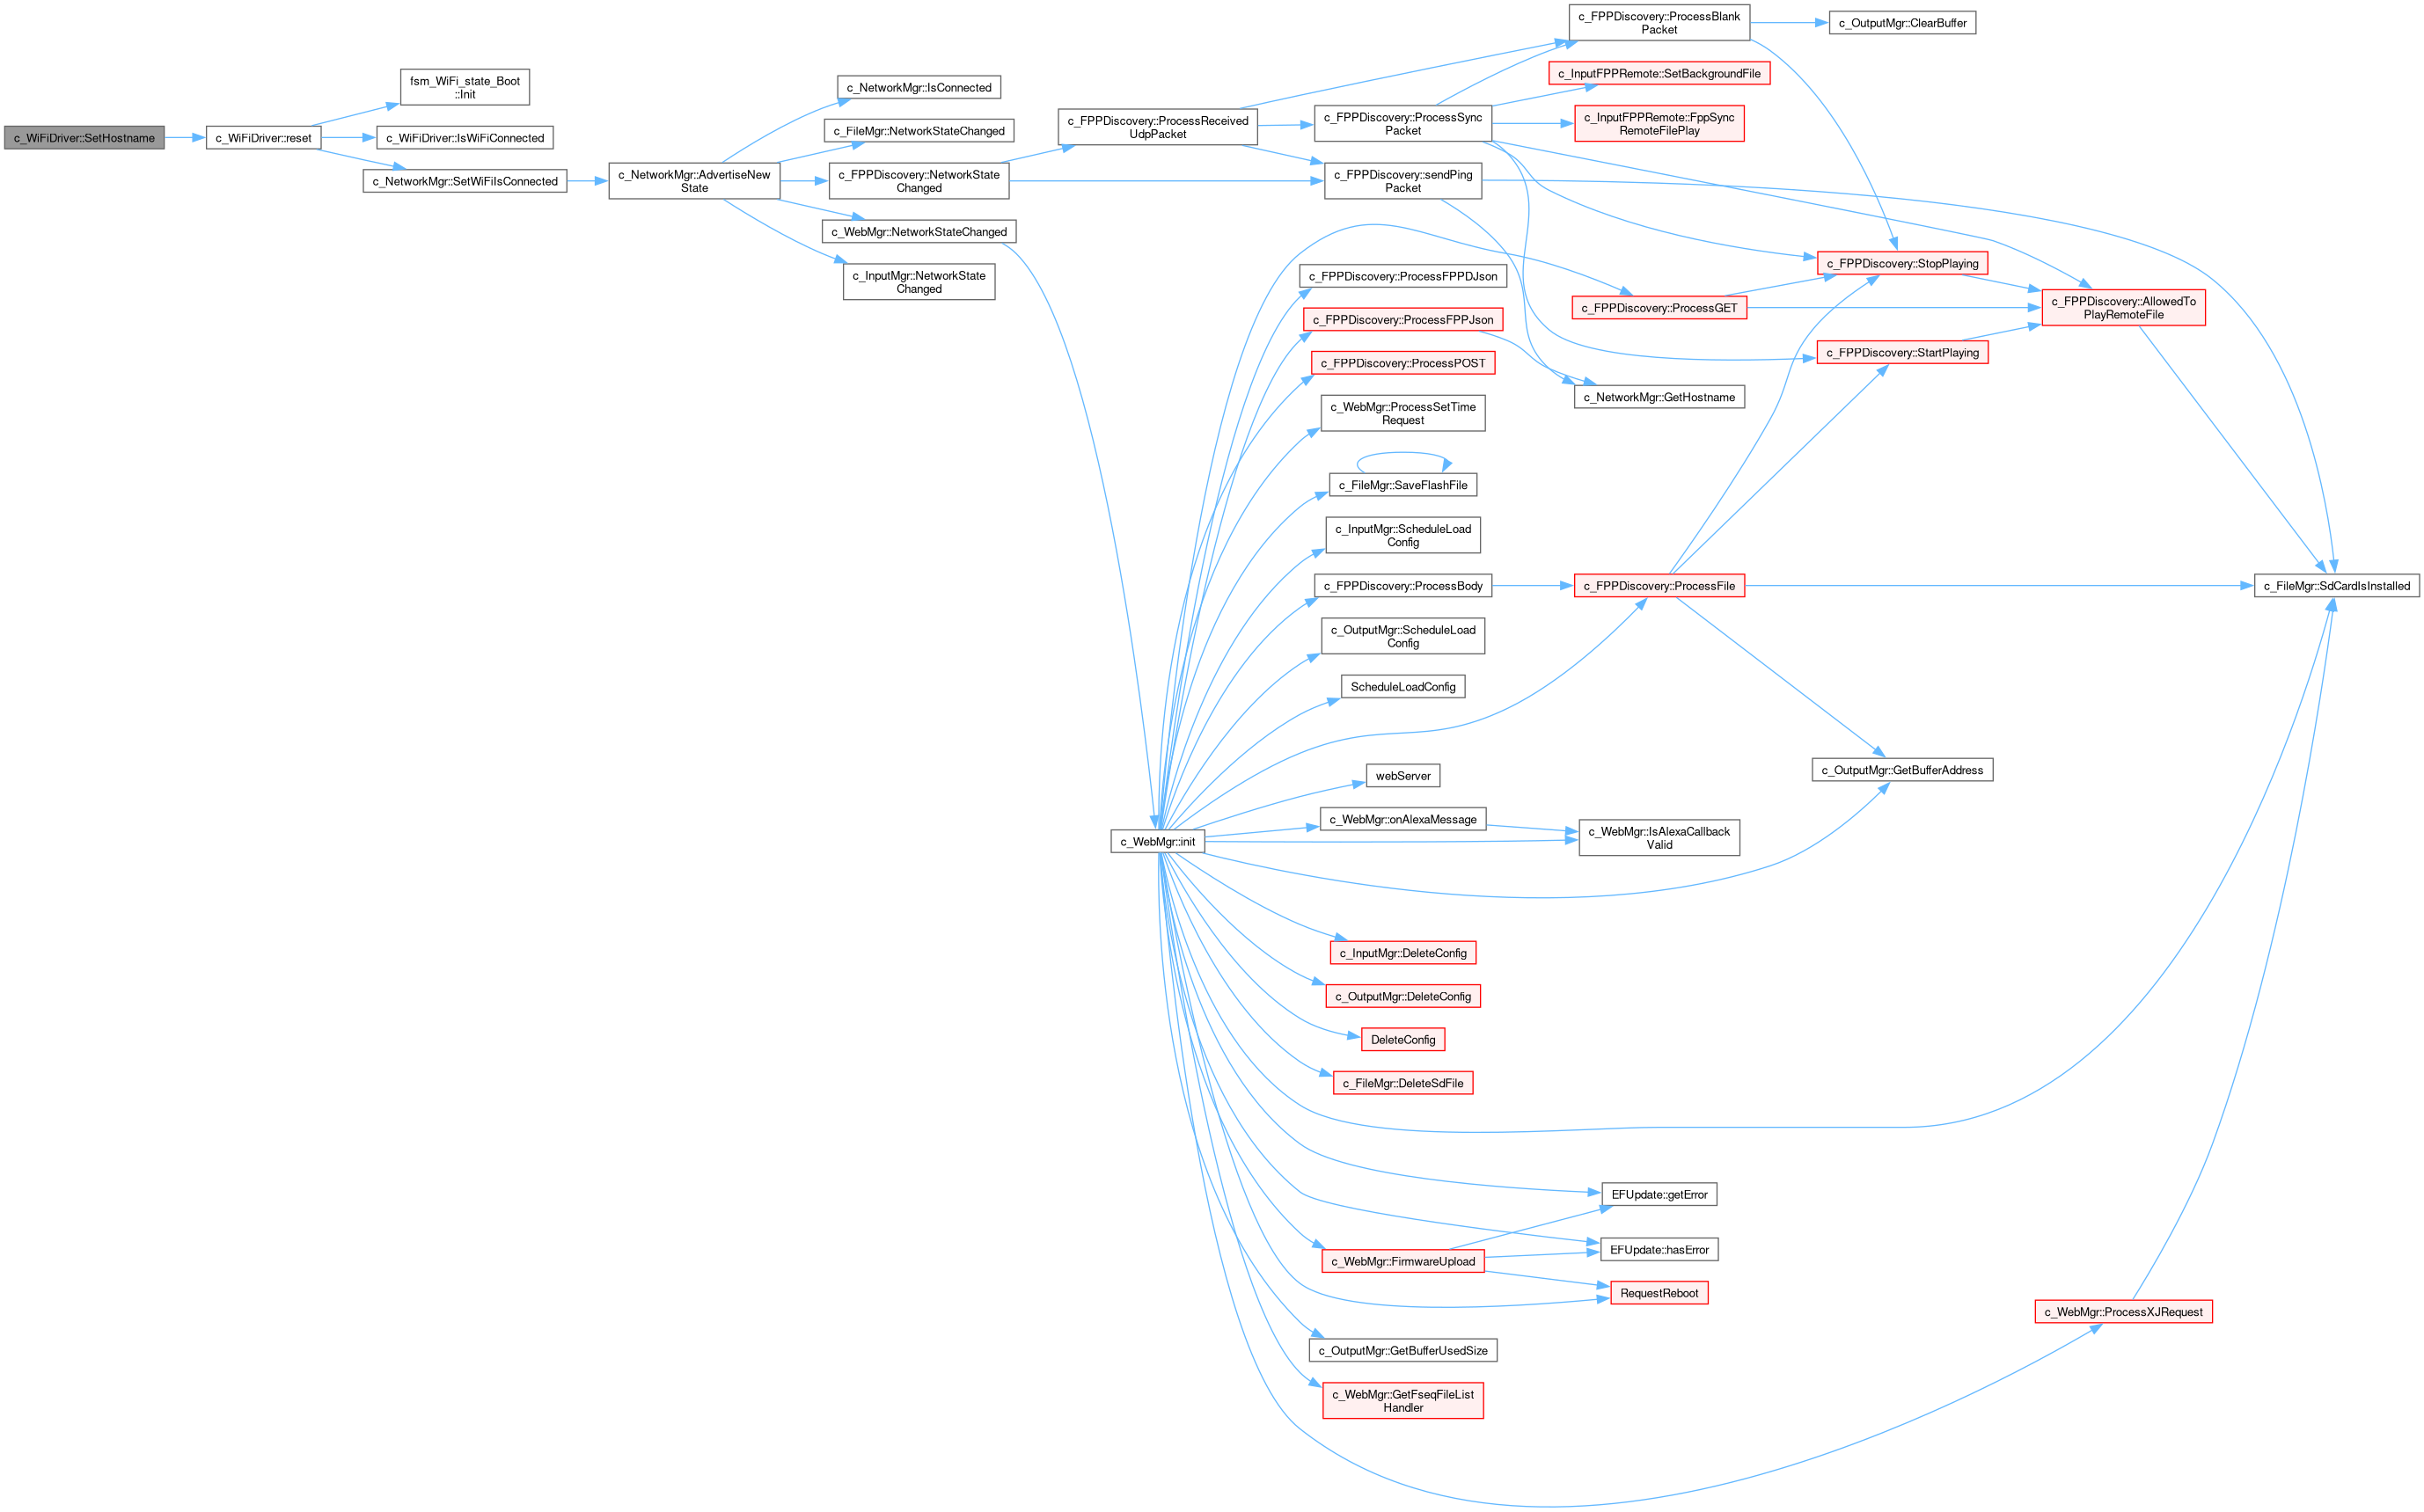 c_WiFiDriver::SetHostname
c_WiFiDriver::reset
fsm_WiFi_state_Boot
::Init
c_WiFiDriver::IsWiFiConnected
c_NetworkMgr::SetWiFiIsConnected
c_NetworkMgr::AdvertiseNew
State
c_NetworkMgr::IsConnected
c_FileMgr::NetworkStateChanged
c_FPPDiscovery::NetworkState
Changed
c_WebMgr::NetworkStateChanged
c_InputMgr::NetworkState
Changed
c_FPPDiscovery::ProcessReceived
UdpPacket
c_WebMgr::init
c_FPPDiscovery::ProcessSync
Packet
c_FPPDiscovery::sendPing
Packet
c_FPPDiscovery::ProcessFPPDJson
c_FPPDiscovery::ProcessFPPJson
c_FPPDiscovery::ProcessPOST
c_WebMgr::ProcessSetTime
Request
c_FileMgr::SaveFlashFile
c_InputMgr::ScheduleLoad
Config
c_FPPDiscovery::ProcessBody
c_OutputMgr::ScheduleLoad
Config
ScheduleLoadConfig
webServer
c_WebMgr::onAlexaMessage
c_InputMgr::DeleteConfig
c_OutputMgr::DeleteConfig
DeleteConfig
c_FileMgr::DeleteSdFile
c_WebMgr::FirmwareUpload
c_OutputMgr::GetBufferUsedSize
c_WebMgr::GetFseqFileList
Handler
c_FPPDiscovery::ProcessBlank
Packet
c_InputFPPRemote::SetBackgroundFile
c_InputFPPRemote::FppSync
RemoteFilePlay
c_FPPDiscovery::ProcessGET
c_NetworkMgr::GetHostname
c_FPPDiscovery::ProcessFile
c_WebMgr::IsAlexaCallback
Valid
EFUpdate::getError
EFUpdate::hasError
RequestReboot
c_OutputMgr::ClearBuffer
c_FPPDiscovery::StopPlaying
c_FPPDiscovery::StartPlaying
c_OutputMgr::GetBufferAddress
c_FPPDiscovery::AllowedTo
PlayRemoteFile
c_WebMgr::ProcessXJRequest
c_FileMgr::SdCardIsInstalled